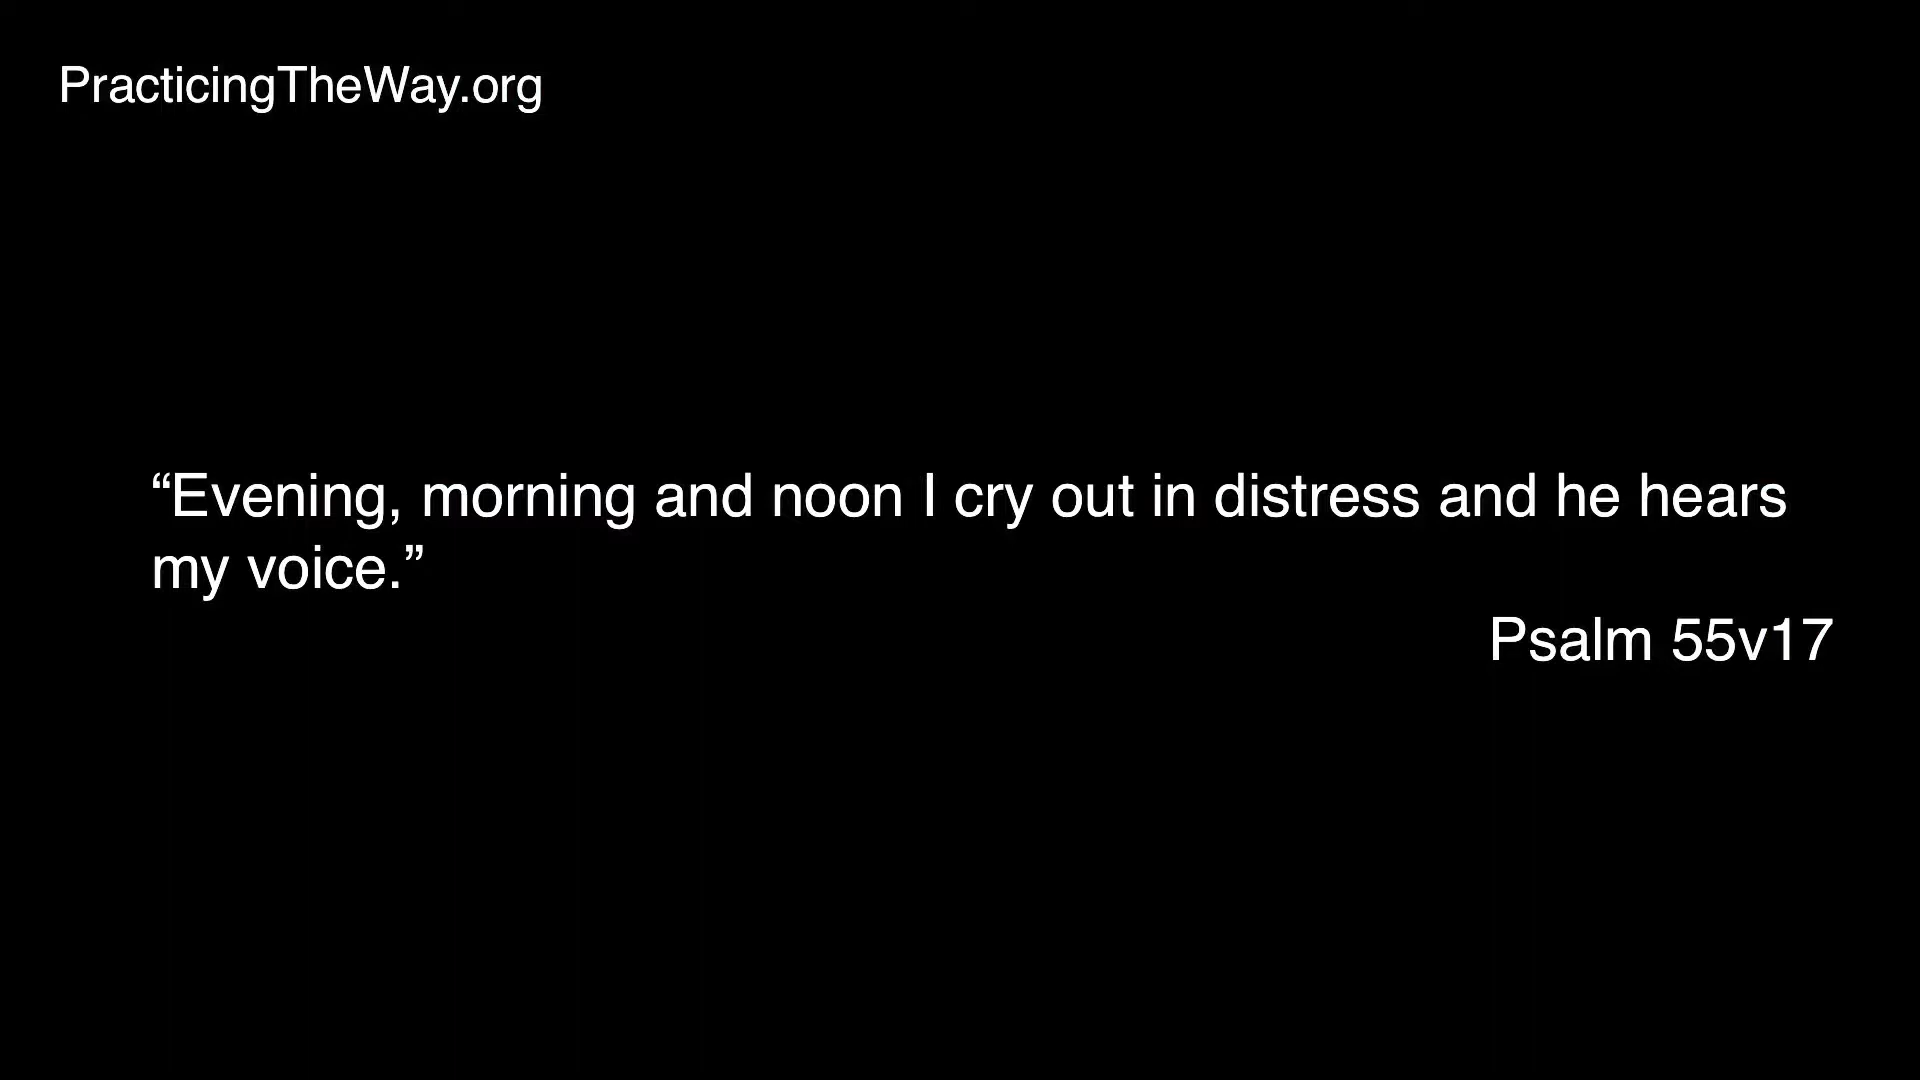 PracticingTheWay.org
“Evening, morning and noon I cry out in distress and he hears
my voice.”
Psalm 55v17